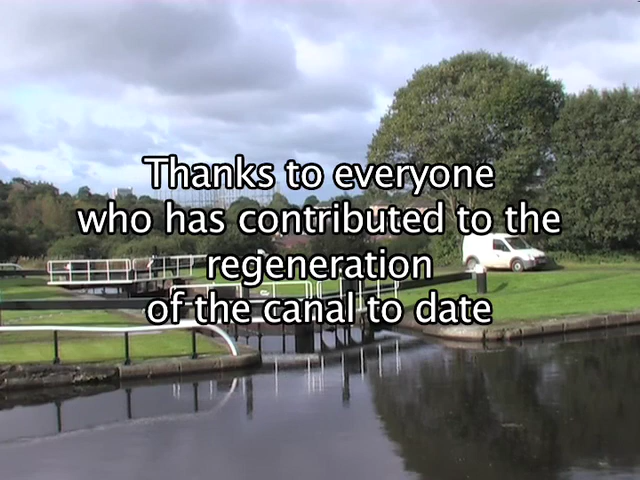 Thanks to everyone
who has contributed to the
regeneration
of the canal to date